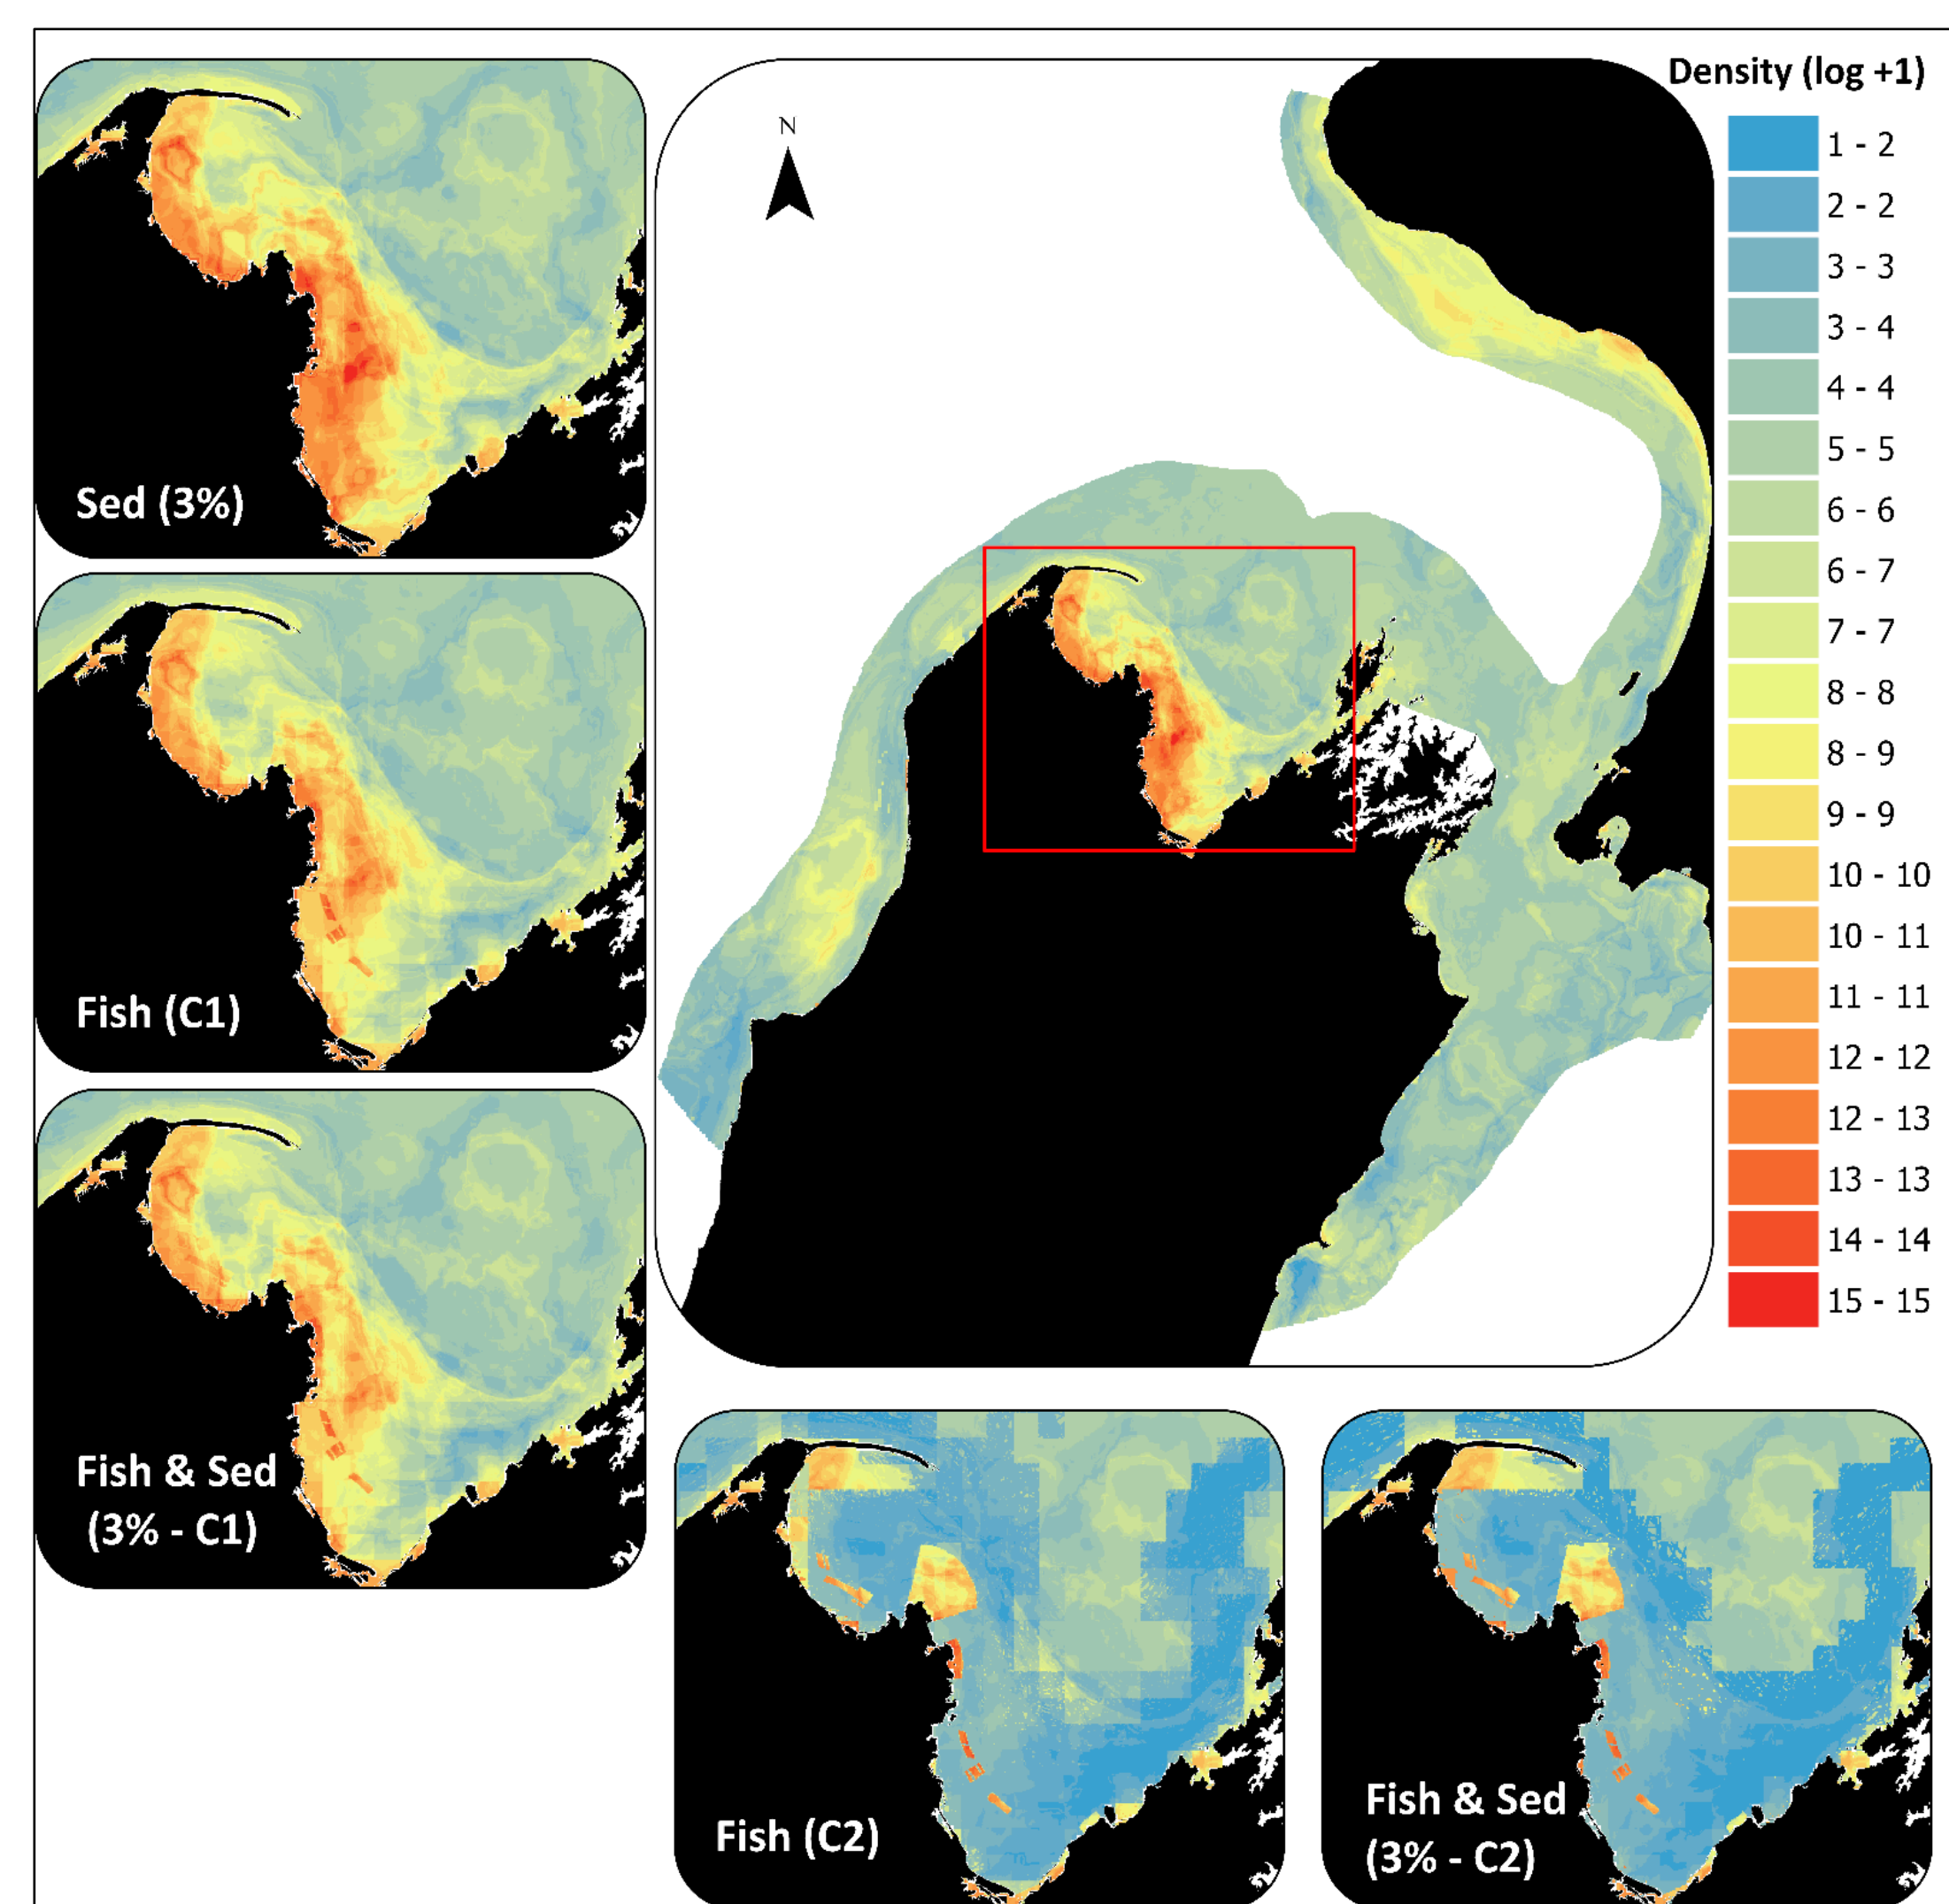 Density (log +1)
N
1 - 2
2 - 2
3 - 3
3 - 4
4 - 4
5 - 5
6 - 6
6 - 7
7 - 7
8 - 8
8 - 9
9 - 9
10 - 10
10 - 11
11 - 11
12 - 12
12 - 13
13 - 13
14 - 14
15 - 15
Sed (3%)
Fish (C1)
Fish & Sed
(3% - C1)
Fish (C2)
Fish & Sed
(3% - C2)